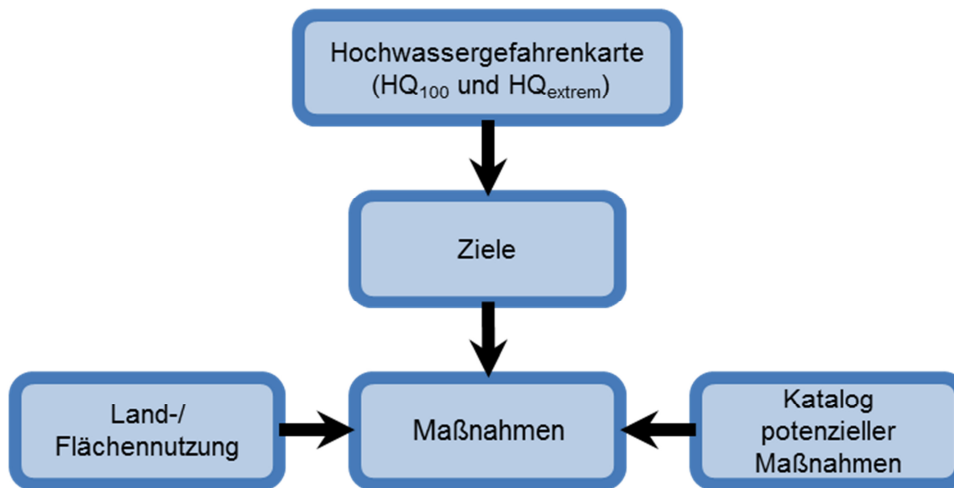 Hochwassergefahrenkarte
(HQ100 und HQextrem)
Ziele
Land-/
Flächennutzung
Maßnahmen
Katalog
potenzieller
Maßnahmen